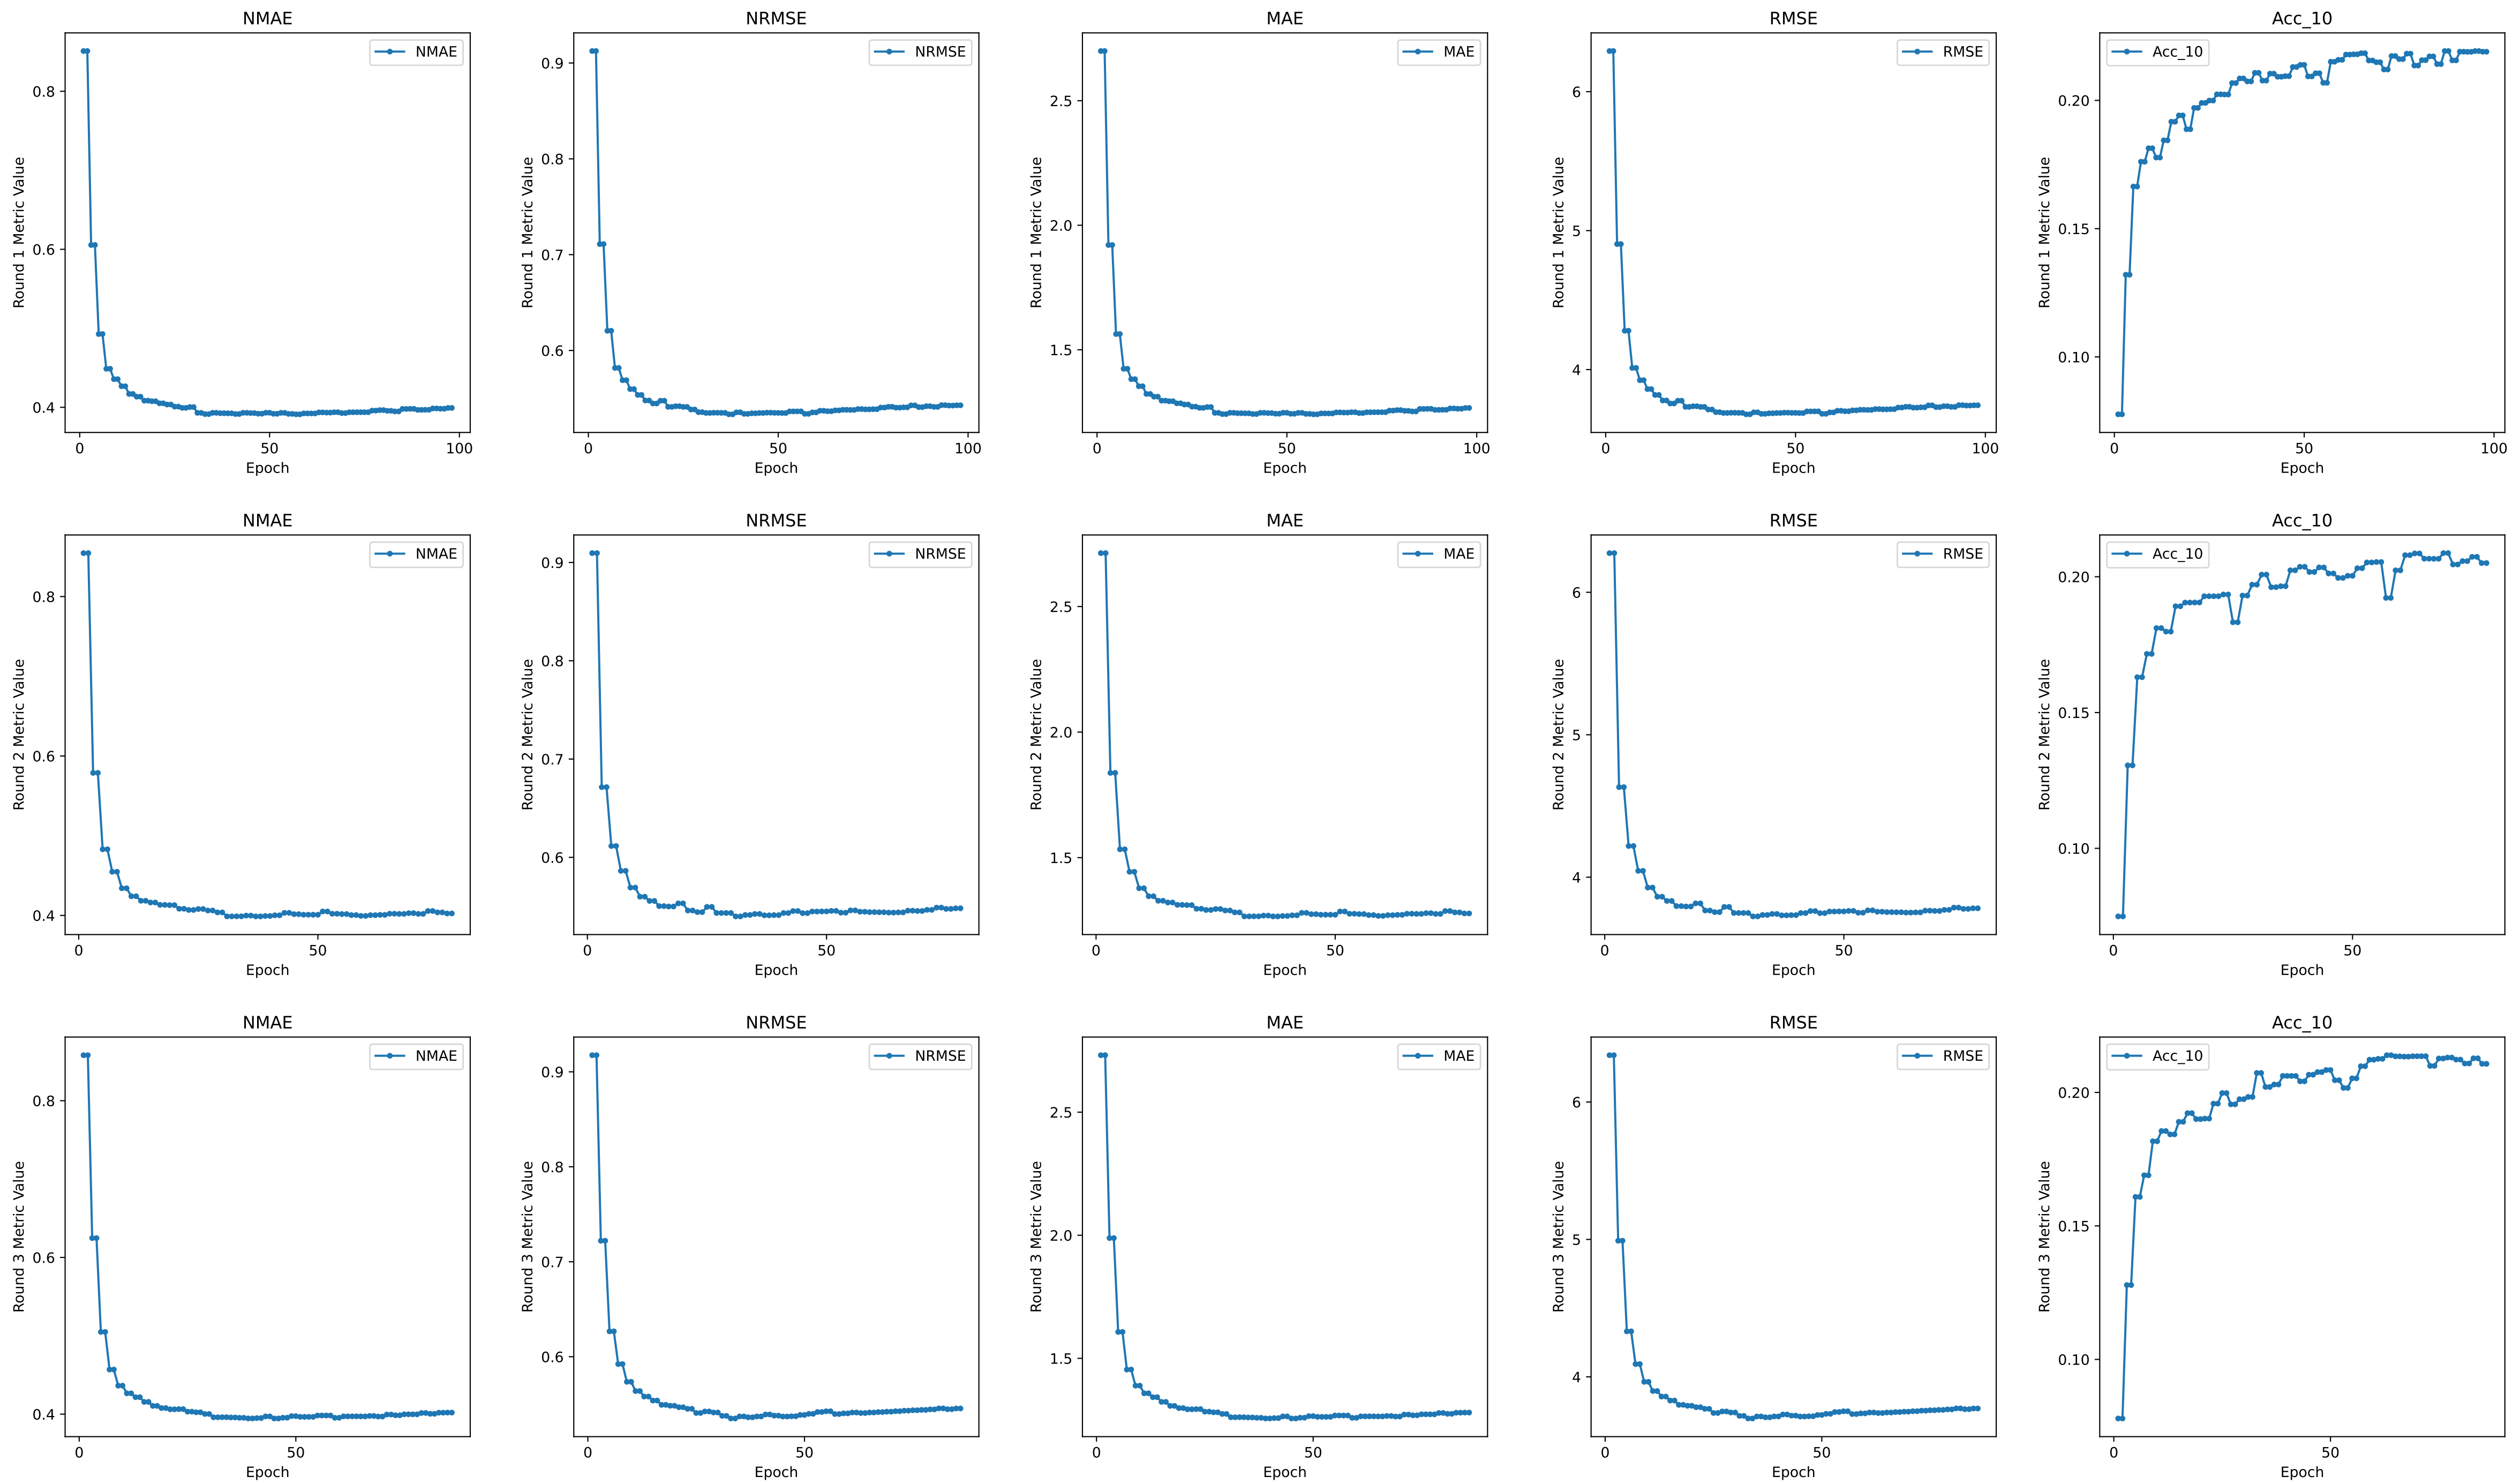 NMAE
NRMSE
MAE
RMSE
Acc_10
NMAE
NRMSE
MAE
RMSE
Acc_10
Round 1 Metric Value
0.8
0.6
0.4
0 50 100
Epoch
Round 1 Metric Value
0.9
0.8
0.7
0.6
0 50 100
Epoch
Round 1 Metric Value
2.5
2.0
1.5
0 50 100
Epoch
Round 1 Metric Value
6
5
4
0 50 100
Epoch
Round 1 Metric Value
0.20
0.15
0.10
0 50 100
Epoch
NMAE
NRMSE
MAE
RMSE
Acc_10
NMAE
NRMSE
MAE
RMSE
Acc_10
Round 2 Metric Value
0.8
0.6
0.4
0 50
Epoch
Round 2 Metric Value
0.9
0.8
0.7
0.6
0 50
Epoch
Round 2 Metric Value
2.5
2.0
1.5
0 50
Epoch
Round 2 Metric Value
6
5
4
0 50
Epoch
Round 2 Metric Value
0.20
0.15
0.10
0 50
Epoch
NMAE
NRMSE
MAE
RMSE
Acc_10
NMAE
NRMSE
MAE
RMSE
Acc_10
Round 3 Metric Value
0.8
0.6
0.4
0 50
Epoch
Round 3 Metric Value
0.9
0.8
0.7
0.6
0 50
Epoch
Round 3 Metric Value
2.5
2.0
1.5
0 50
Epoch
Round 3 Metric Value
6
5
4
0 50
Epoch
Round 3 Metric Value
0.20
0.15
0.10
0 50
Epoch